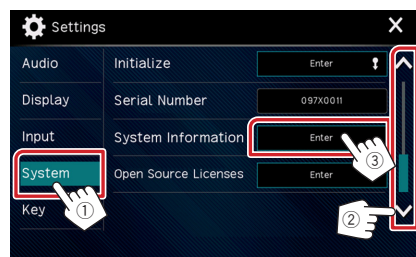 Settings
Audio
Initialize
Enter
Display
Serial Number
097X0011
Input
System Information
Enter
③
System
Open Source Licenses
Enter
Key
①
②